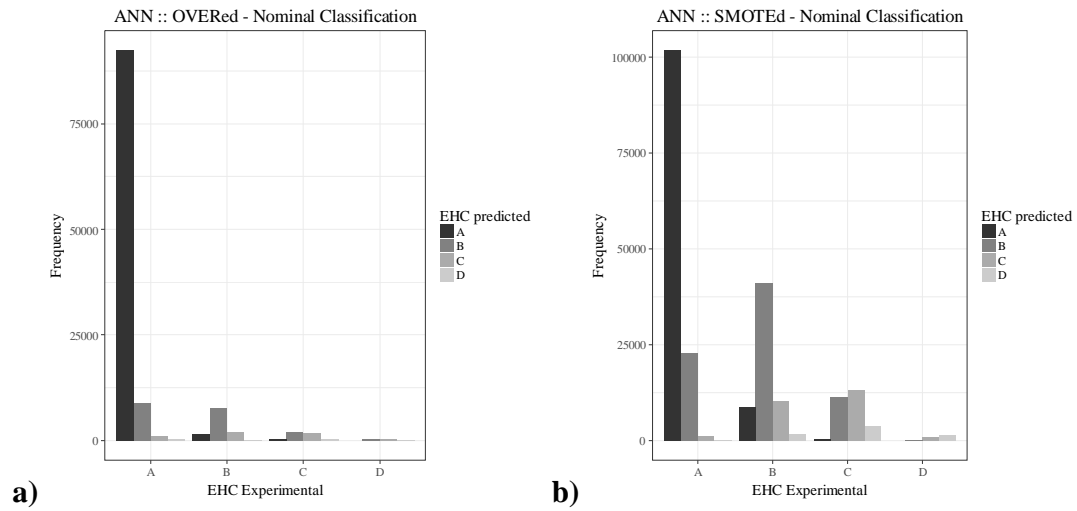 ANN :: OVERed - Nominal Classification
75000
50000
25000
0
Frequency
A
B
C
D
EHC Experimental
EHC predicted
A
B
C
D
a)
ANN :: SMOTEd - Nominal Classification
100000
75000
50000
25000
0
Frequency
A
B
C
D
EHC Experimental
EHC predicted
A
B
C
D
b)